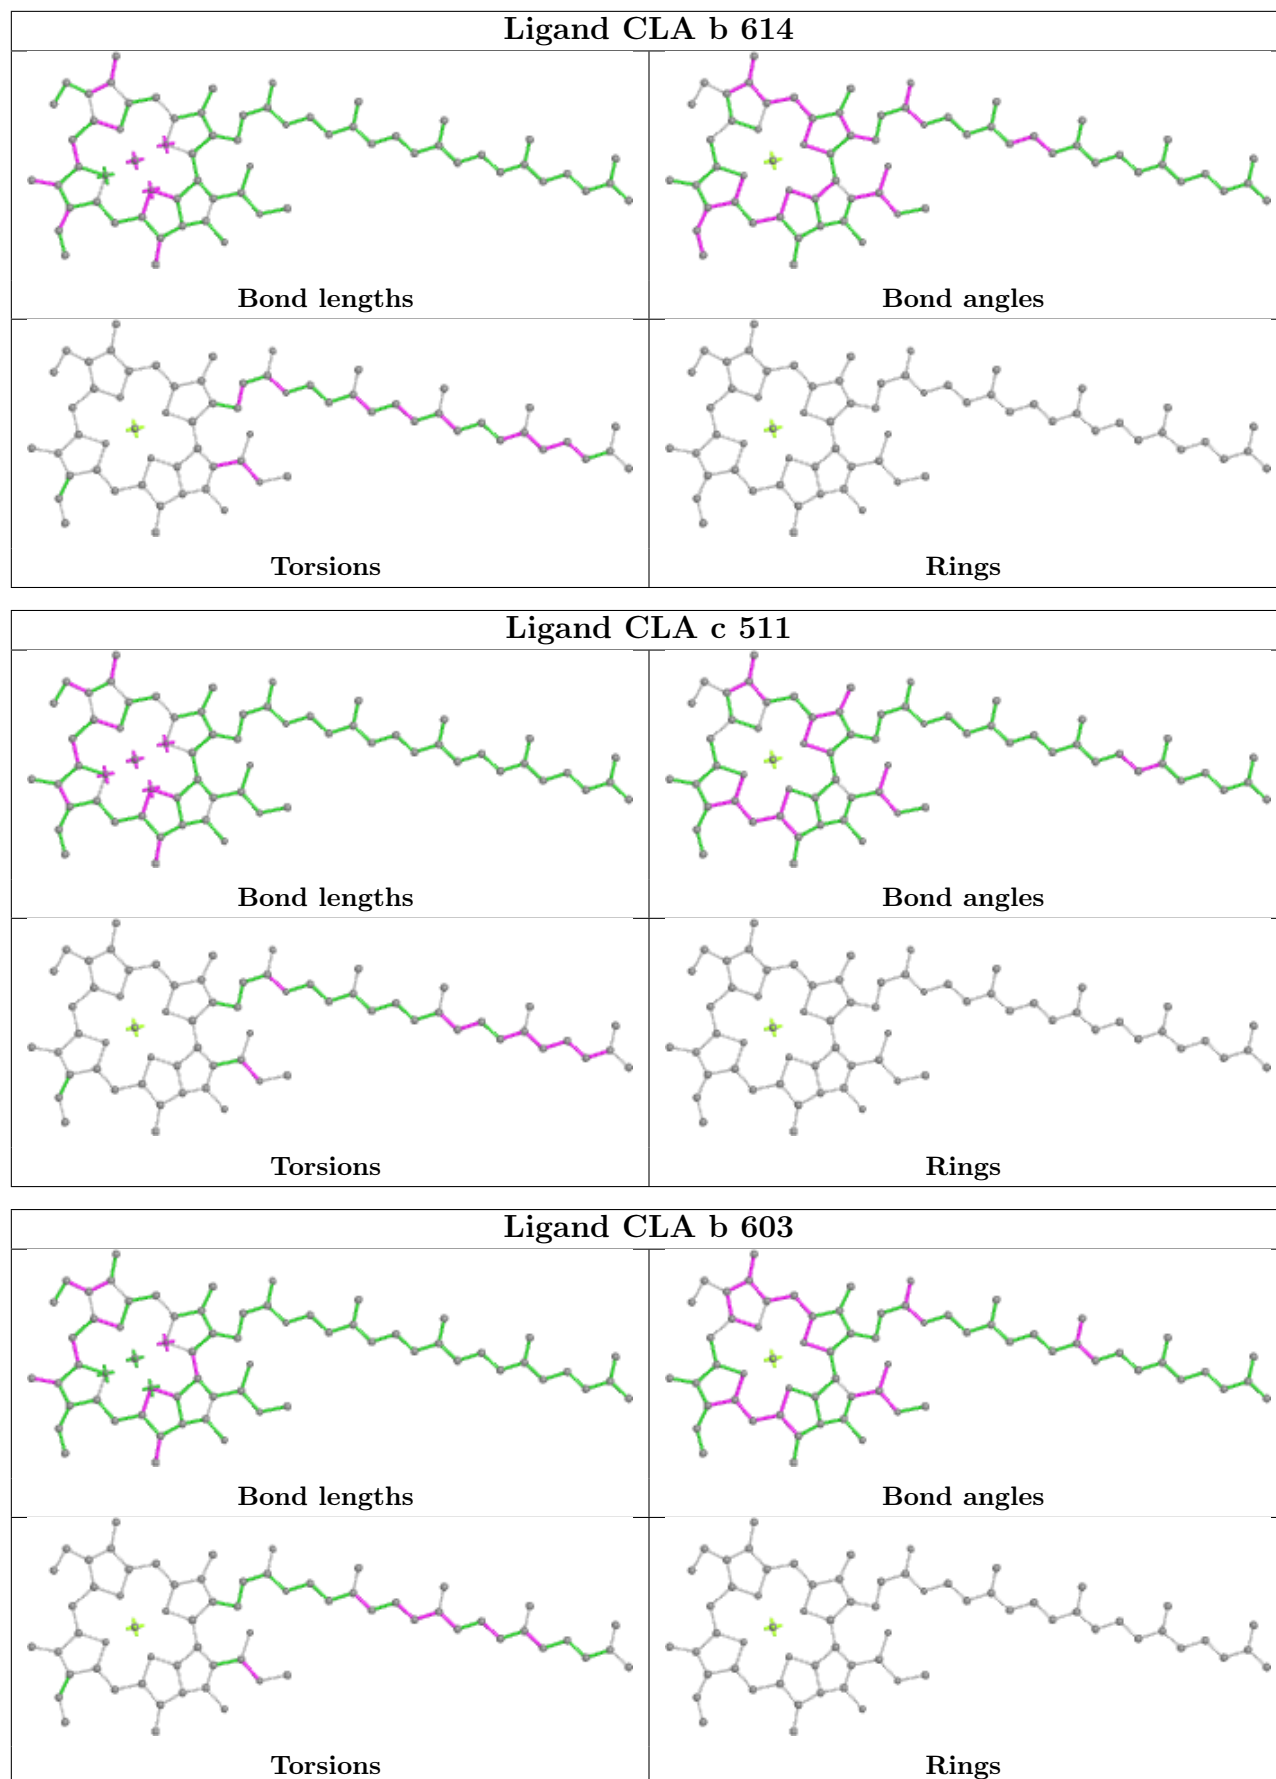 Ligand CLA b 614
Bond lengths
Bond angles
Torsions
Rings
Ligand CLA c 511
Bond lengths
Bond angles
Torsions
Rings
Ligand CLA b 603
Bond lengths
Bond angles
Torsions
Rings